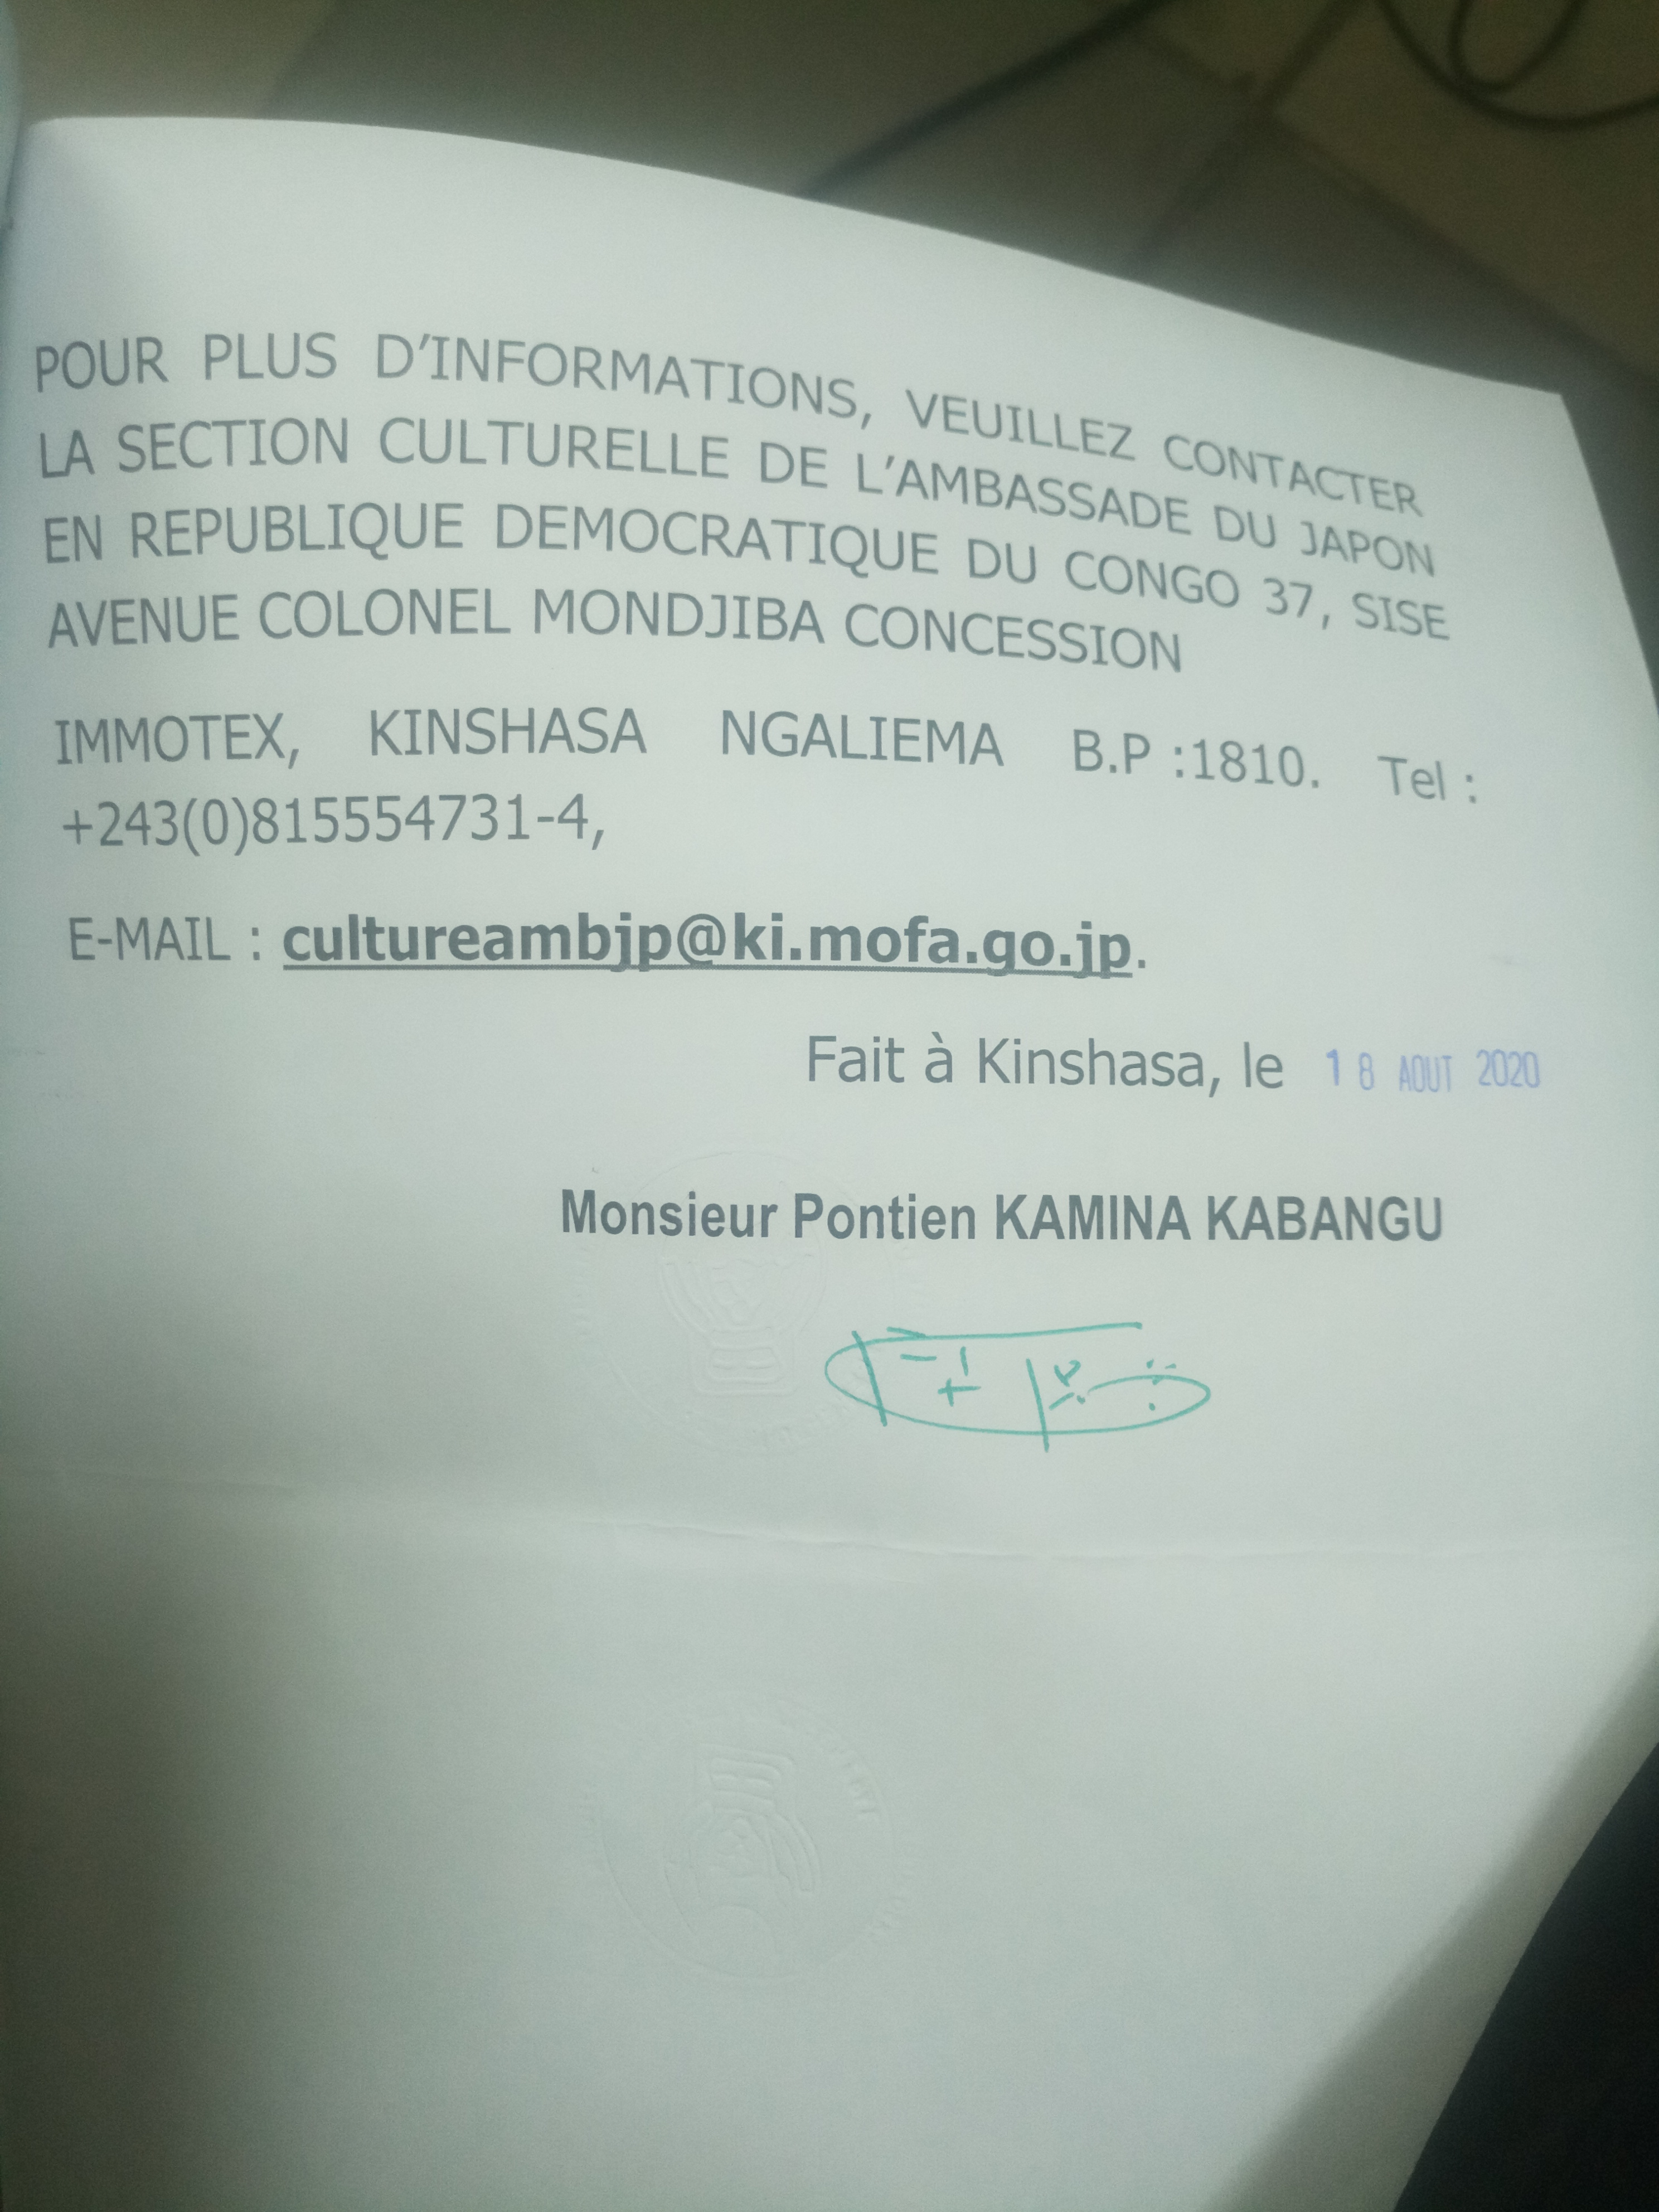 POUR PLUS D'INFORMATIONS, VEUILLEZ CONTACTER
LA SECTION CULTURELLE DE L'AMBASSADE DU JAPON
EN REPUBLIQUE DEMOCRATIQUE DU CONGO 37, SISE
AVENUE COLONEL MONDJIBA CONCESSION
IMMOTEX, KINSHASA NGALIEMA B.P :1810. Tel :
+243(0)815554731-4,
E-MAIL : cultureambjp@ki.mofa.go.jp.
Fait à Kinshasa, le 18 AOUT 2020
Monsieur Pontien KAMINA KABANGU